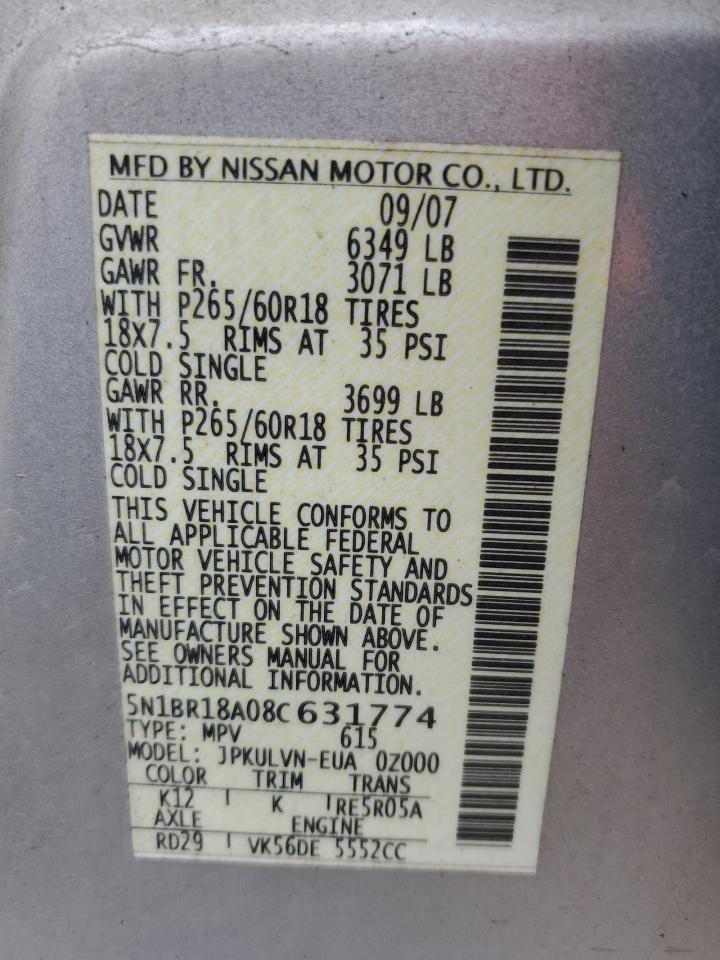 MFD BY NISSAN MOTOR CO., LTD.
DATE 09/07
GVWR 6349 LB
GAWR FR. 3071 LB
WITH P265/60R18 TIRES
18X7.5 RIMS AT 35 PSI
COLD SINGLE
GAWR RR. 3699 LB
WITH P265/60R18 TIRES
18X7.5 RIMS AT 35 PSI
COLD SINGLE
THIS VEHICLE CONFORMS TO
ALL APPLICABLE FEDERAL
MOTOR VEHICLE SAFETY AND
THEFT PREVENTION STANDARDS
IN EFFECT ON THE DATE OF
MANUFACTURE SHOWN ABOVE.
SEE OWNERS MANUAL FOR
ADDITIONAL INFORMATION.
5N1BR18A08C631774
TYPE: MPV 615
MODEL: JPKULVN-EUA 0Z000
COLOR TRIM TRANS
K12 K RE5R05A
AXLE ENGINE
RD29 VK56DE 5552CC